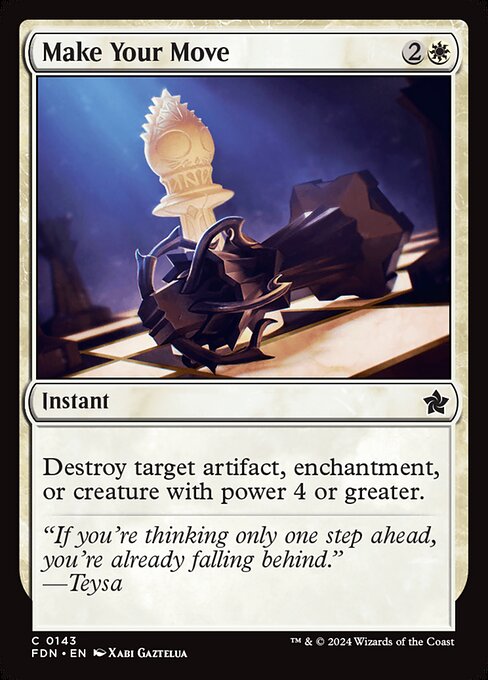 Make Your Move 2
Instant
Destroy target artifact, enchantment,
or creature with power 4 or greater.
“If you’re thinking only one step ahead,
you’re already falling behind.”
—Teysa
C 0143
FDN • EN Xabi Gaztelua
™ & © 2024 Wizards of the Coast